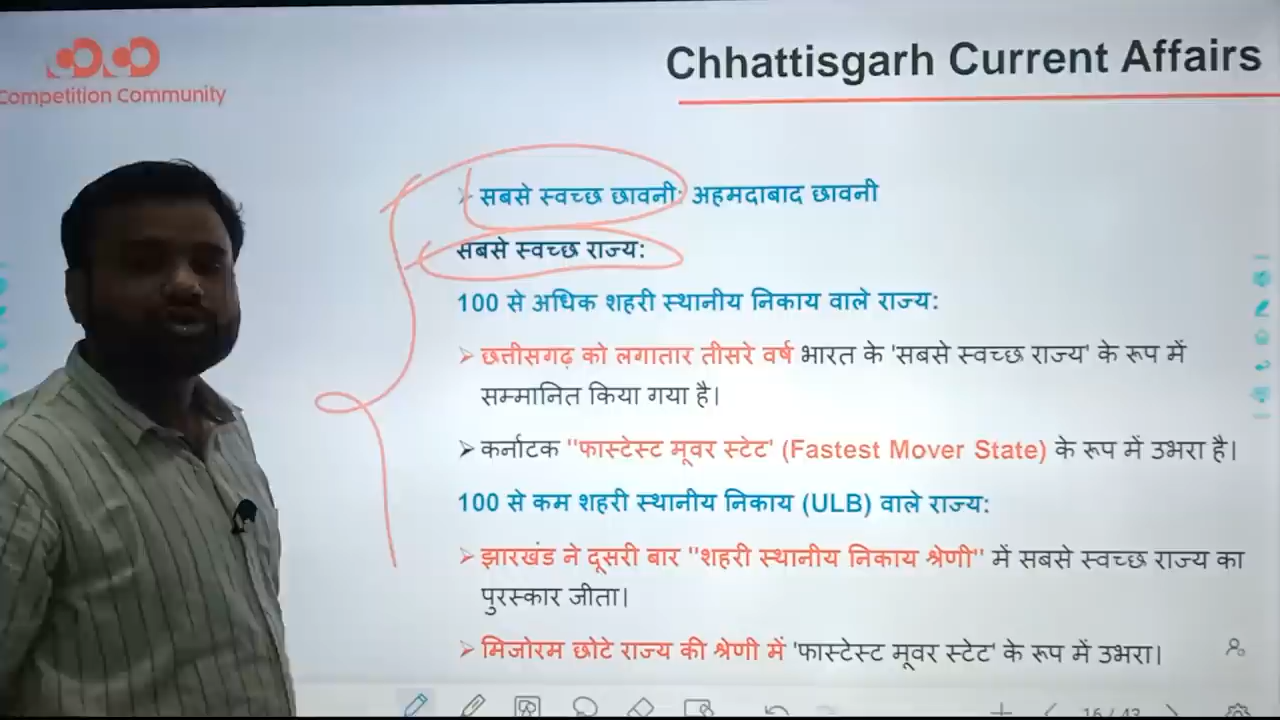 Competition Community
Chhattisgarh Current Affairs
सबसे स्वच्छ छावनी: अहमदाबाद छावनी
सबसे स्वच्छ राज्य:
100 से अधिक शहरी स्थानीय निकाय वाले राज्य:
छत्तीसगढ़ को लगातार तीसरे वर्ष भारत के 'सबसे स्वच्छ राज्य' के रूप में
सम्मानित किया गया है।
कर्नाटक "फास्टेस्ट मूवर स्टेट' (Fastest Mover State) के रूप में उभरा है।
100 से कम शहरी स्थानीय निकाय (ULB) वाले राज्य:
झारखंड ने दूसरी बार "शहरी स्थानीय निकाय श्रेणी" में सबसे स्वच्छ राज्य का
पुरस्कार जीता।
मिजोरम छोटे राज्य की श्रेणी में 'फास्टेस्ट मूवर स्टेट' के रूप में उभरा।
16 / 43